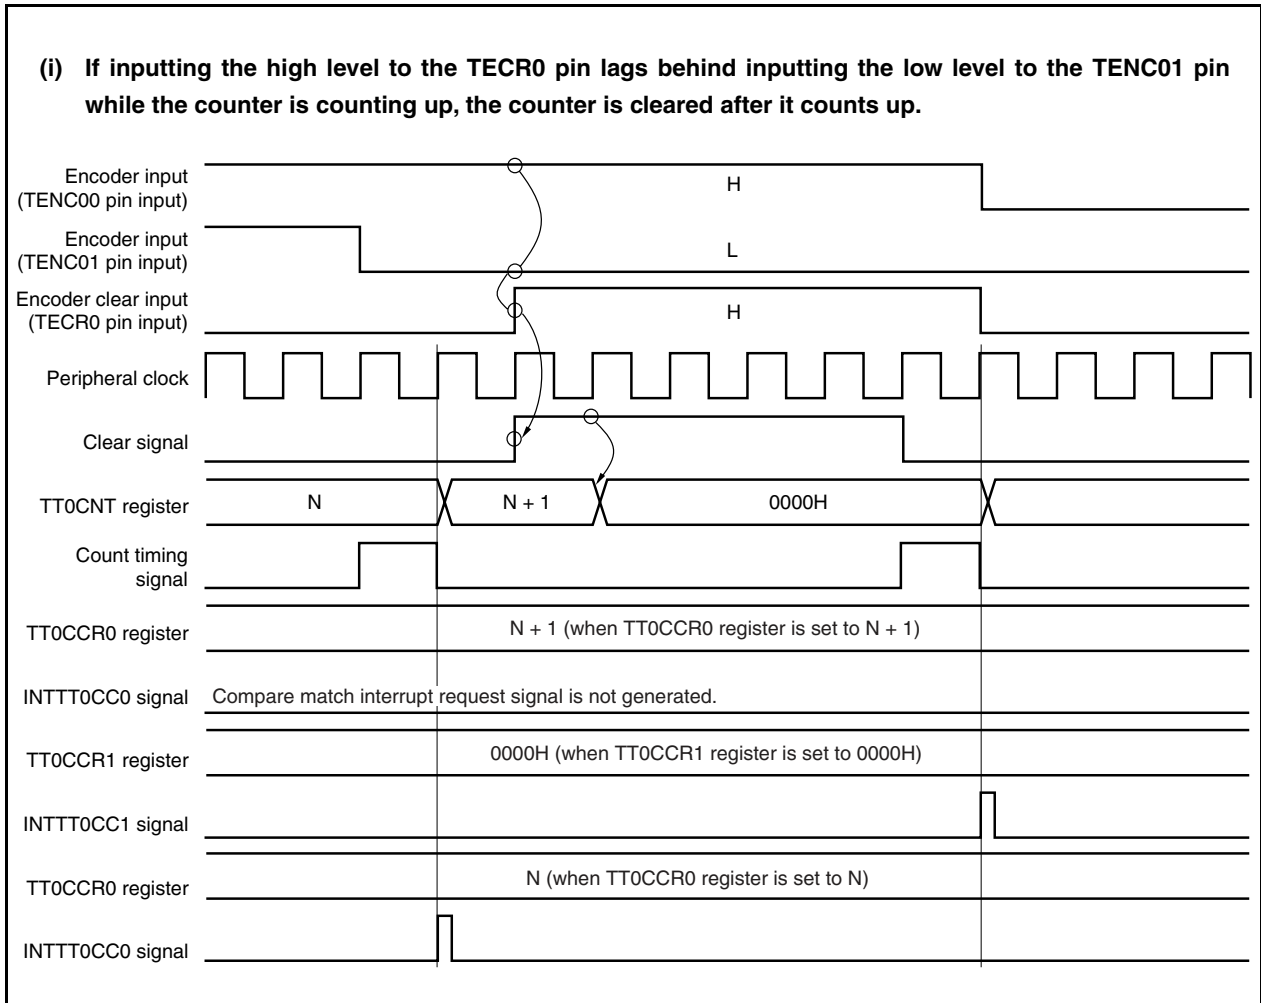 (i) If inputting the high level to the TECR0 pin lags behind inputting the low level to the TENC01 pin
while the counter is counting up, the counter is cleared after it counts up.
Encoder input
(TENC00 pin input)
H
Encoder input
(TENC01 pin input)
L
Encoder clear input
(TECR0 pin input)
H
Peripheral clock
Clear signal
TT0CNT register
N
N + 1
0000H
Count timing
signal
TT0CCR0 register
N + 1 (when TT0CCR0 register is set to N + 1)
INTTT0CC0 signal
Compare match interrupt request signal is not generated.
TT0CCR1 register
0000H (when TT0CCR1 register is set to 0000H)
INTTT0CC1 signal
TT0CCR0 register
N (when TT0CCR0 register is set to N)
INTTT0CC0 signal